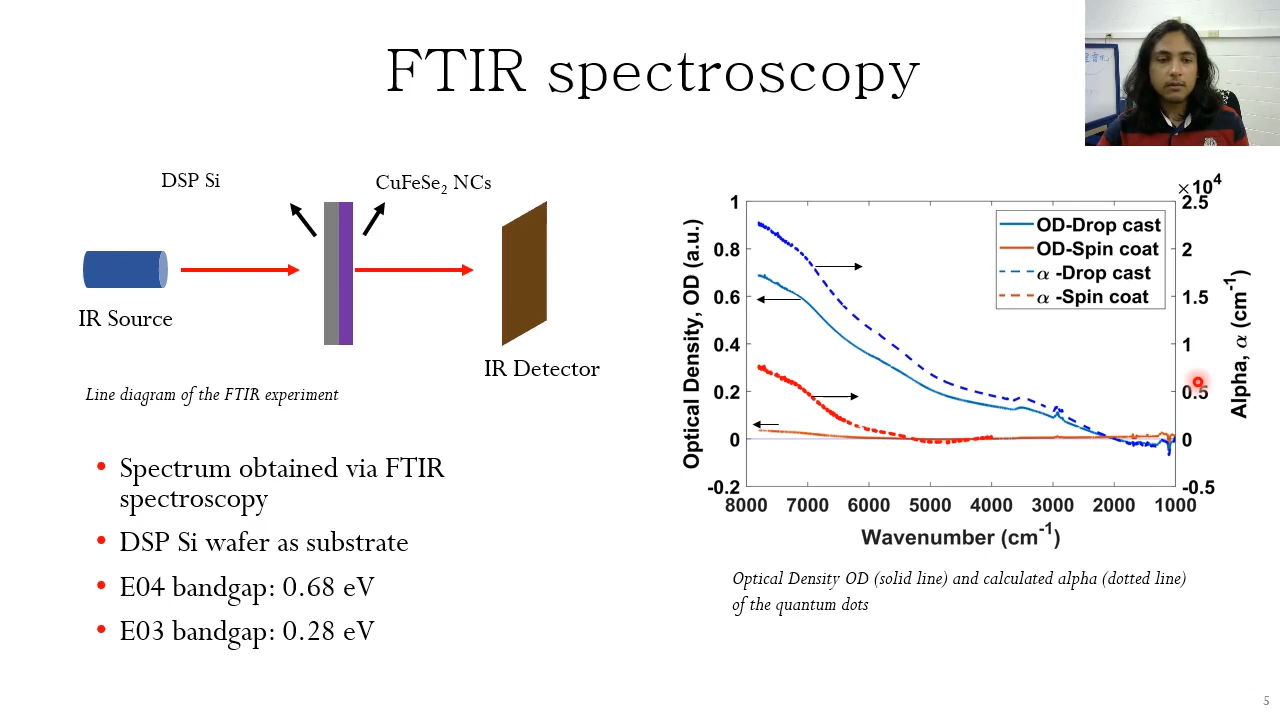 FTIR spectroscopy
DSP Si
CuFeSe2 NCs
IR Source
IR Detector
Line diagram of the FTIR experiment
• Spectrum obtained via FTIR
spectroscopy
• DSP Si wafer as substrate
• E04 bandgap: 0.68 eV
• E03 bandgap: 0.28 eV
×10^4
Optical Density, OD (a.u.)
1
0.8
0.6
0.4
0.2
0
-0.2
OD-Drop cast
OD-Spin coat
α -Drop cast
α -Spin coat
2.5
2
1.5
1
0.5
0
-0.5
Alpha, α (cm^-1)
8000 7000 6000 5000 4000 3000 2000 1000
Wavenumber (cm^-1)
Optical Density OD (solid line) and calculated alpha (dotted line)
of the quantum dots
5